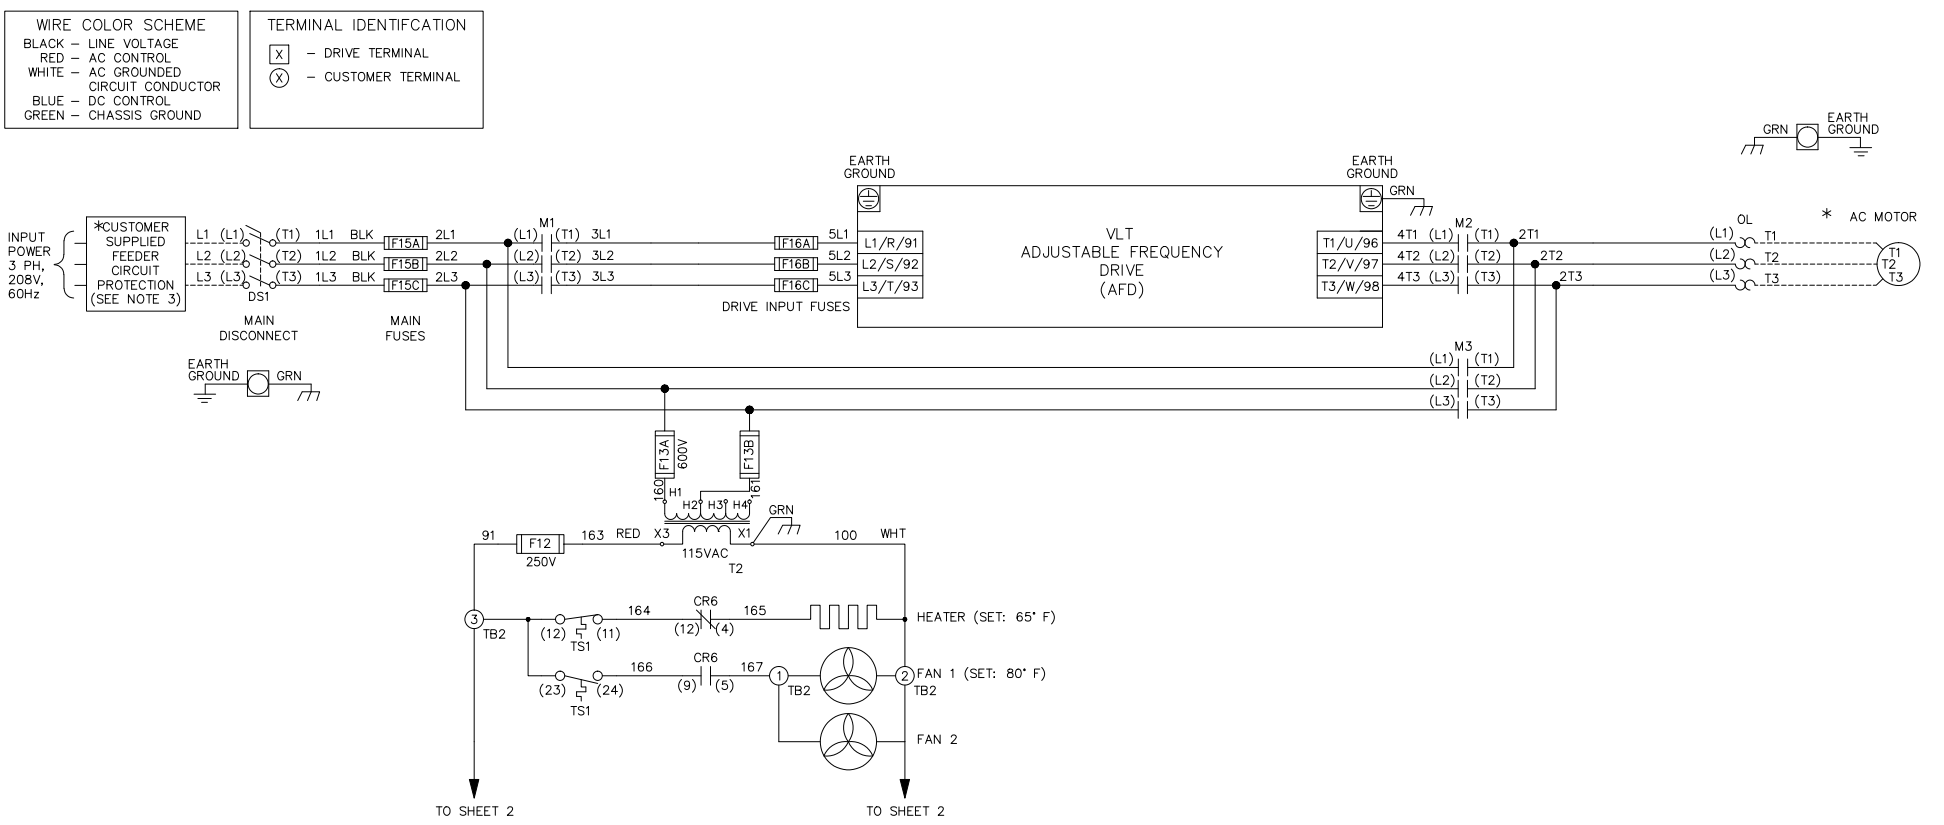 WIRE COLOR SCHEME
BLACK – LINE VOLTAGE
RED – AC CONTROL
WHITE – AC GROUNDED
CIRCUIT CONDUCTOR
BLUE – DC CONTROL
GREEN – CHASSIS GROUND
TERMINAL IDENTIFCATION
X – DRIVE TERMINAL
X – CUSTOMER TERMINAL
GRN
EARTH
GROUND
INPUT
POWER
3 PH,
208V,
60Hz
*CUSTOMER
SUPPLIED
FEEDER
CIRCUIT
PROTECTION
(SEE NOTE 3)
L1 (L1) (T1) 1L1 BLK F15A 2L1 (L1) M1 (T1) 3L1 F16A 5L1 L1/R/91
L2 (L2) (T2) 1L2 BLK F15B 2L2 (L2) (T2) 3L2 F16B 5L2 L2/S/92
L3 (L3) (T3) 1L3 BLK F15C 2L3 (L3) (T3) 3L3 F16C 5L3 L3/T/93
DS1
MAIN
DISCONNECT
MAIN
FUSES
DRIVE INPUT FUSES
EARTH
GROUND
VLT
ADJUSTABLE FREQUENCY
DRIVE
(AFD)
EARTH
GROUND
GRN
T1/U/96 4T1 (L1) M2 (T1) 2T1 (L1) OL T1
T2/V/97 4T2 (L2) (T2) 2T2 (L2) T2
T3/W/98 4T3 (L3) (T3) 2T3 (L3) T3
* AC MOTOR
T1
T2
T3
EARTH
GROUND
GRN
M3
(L1) (T1)
(L2) (T2)
(L3) (T3)
F13A
600V
F13B
160
161
H1
H2 H3 H4
GRN
91 F12 163 RED X3 X1 100 WHT
250V
115VAC
T2
3
TB2
(12) (11) 164 CR6 165
TS1
(12) (4)
HEATER (SET: 65° F)
(23) (24) 166 CR6 167 1
TS1
(9) (5)
TB2
2
TB2
FAN 1 (SET: 80° F)
FAN 2
TO SHEET 2
TO SHEET 2